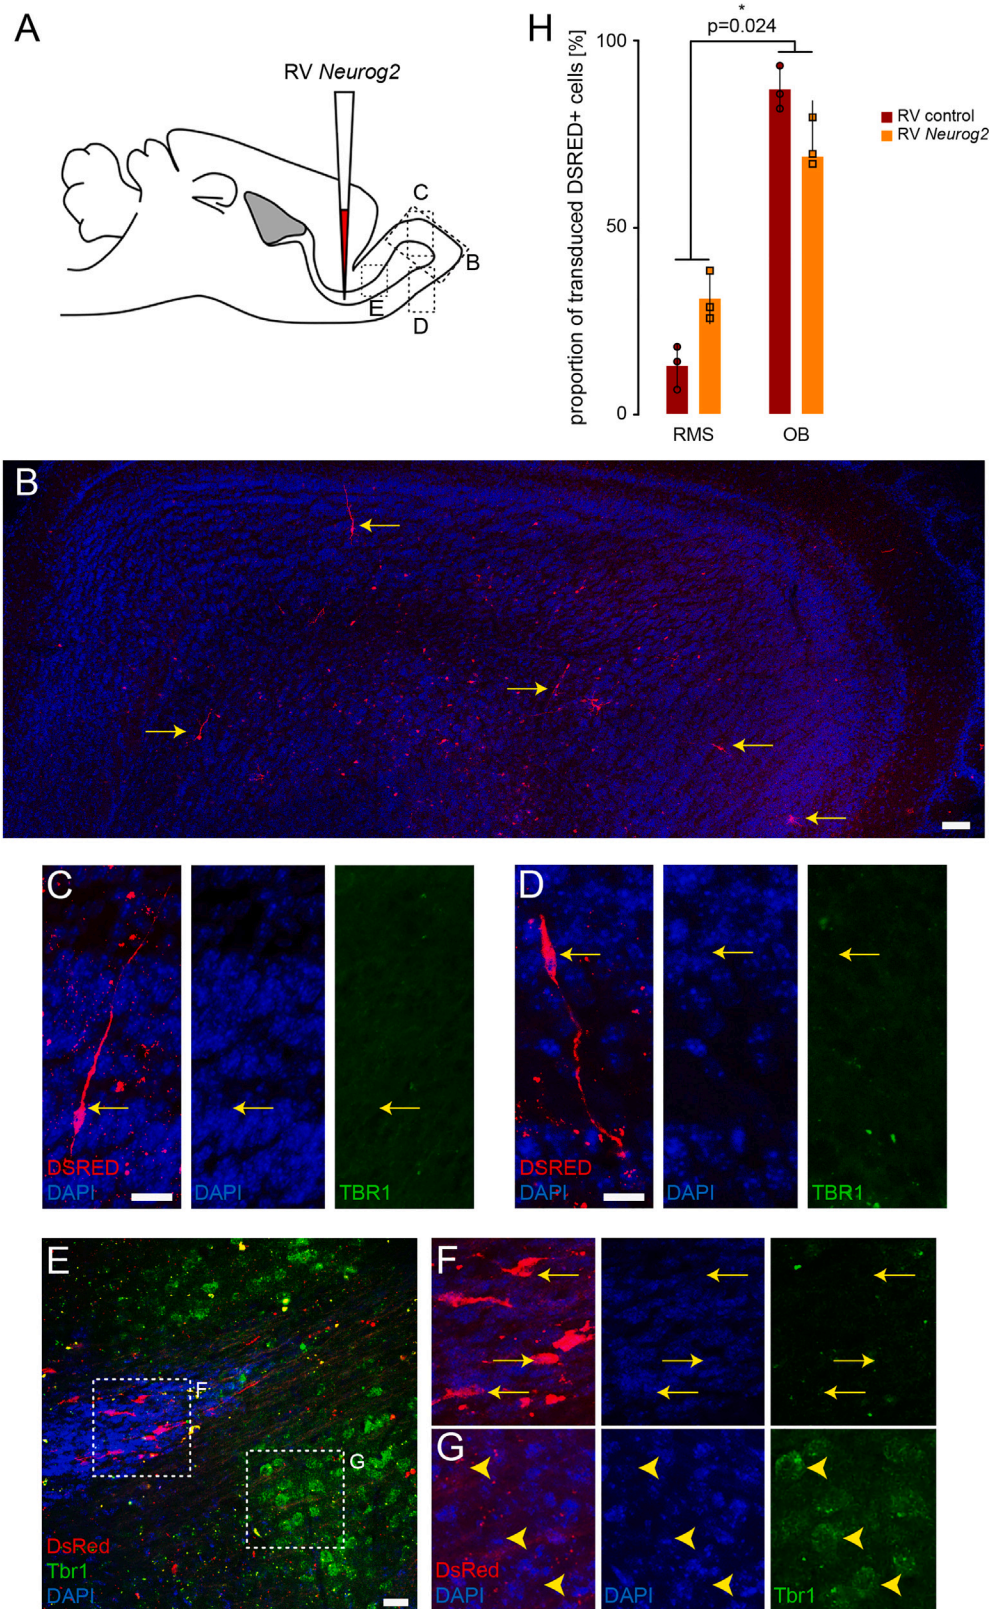 A
RV Neurog2
C
B
E
D
H
*
p=0.024
proportion of transduced DSRED+ cells [%]
100
50
0
RMS
OB
RV control
RV Neurog2
B
C
DSRED
DAPI
DAPI
TBR1
D
DSRED
DAPI
DAPI
TBR1
E
F
G
DsRed
Tbr1
DAPI
F
G
DsRed
DAPI
DAPI
Tbr1